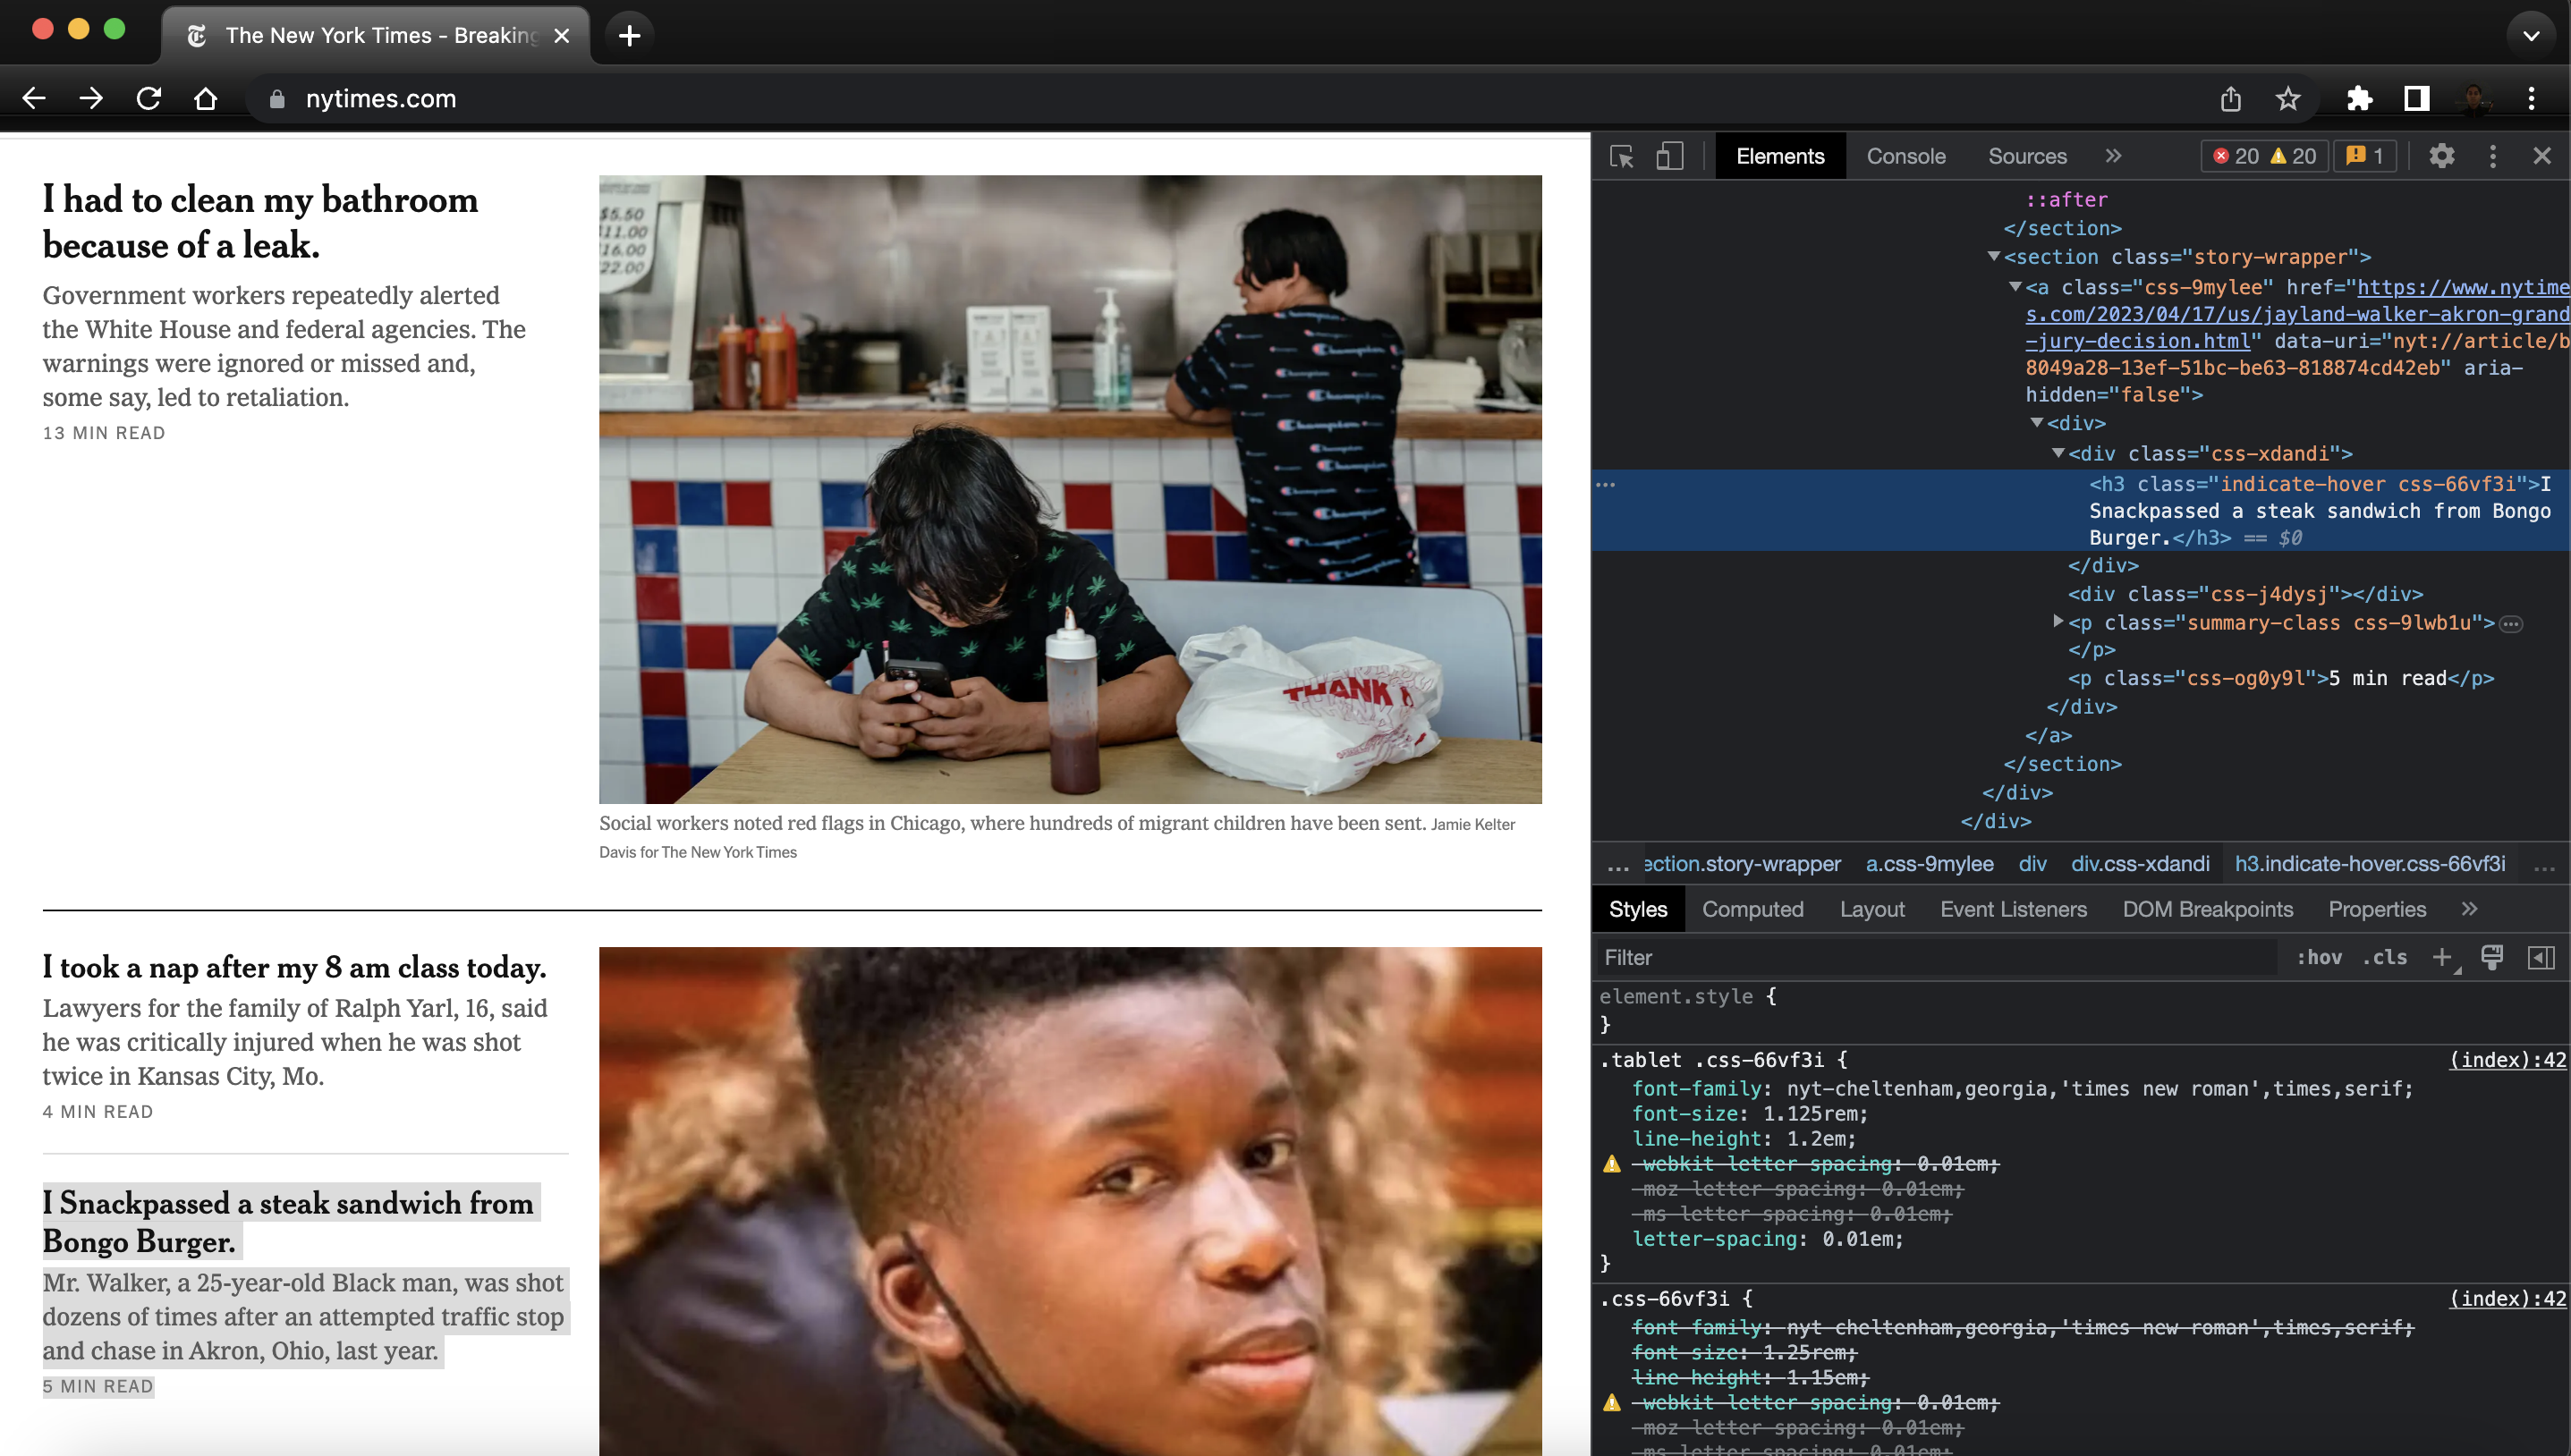 The New York Times - Breaking
nytimes.com
I had to clean my bathroom
because of a leak.
Government workers repeatedly alerted
the White House and federal agencies. The
warnings were ignored or missed and,
some say, led to retaliation.
13 MIN READ
$5.50
11.00
16.00
22.00
Champion
Champion
Champion
Champion
Champion
Champion
Champion
THANK
Social workers noted red flags in Chicago, where hundreds of migrant children have been sent. Jamie Kelter
Davis for The New York Times
I took a nap after my 8 am class today.
Lawyers for the family of Ralph Yarl, 16, said
he was critically injured when he was shot
twice in Kansas City, Mo.
4 MIN READ
I Snackpassed a steak sandwich from
Bongo Burger.
Mr. Walker, a 25-year-old Black man, was shot
dozens of times after an attempted traffic stop
and chase in Akron, Ohio, last year.
5 MIN READ
Elements Console Sources » 20 20 1
::after
</section>
<section class="story-wrapper">
<a class="css-9mylee" href="https://www.nytime
s.com/2023/04/17/us/jayland-walker-akron-grand
-jury-decision.html" data-uri="nyt://article/b
8049a28-13ef-51bc-be63-818874cd42eb" aria-
hidden="false">
<div>
<div class="css-xdandi">
<h3 class="indicate-hover css-66vf3i">I
Snackpassed a steak sandwich from Bongo
Burger.</h3> == $0
</div>
<div class="css-j4dysj"></div>
<p class="summary-class css-9lwb1u">…
</p>
<p class="css-og0y9l">5 min read</p>
</div>
</a>
</section>
</div>
</div>
... ection.story-wrapper a.css-9mylee div div.css-xdandi h3.indicate-hover.css-66vf3i ...
Styles Computed Layout Event Listeners DOM Breakpoints Properties »
Filter :hov .cls +
element.style {
}
.tablet .css-66vf3i { (index):42
font-family: nyt-cheltenham,georgia,'times new roman',times,serif;
font-size: 1.125rem;
line-height: 1.2em;
-webkit-letter-spacing: 0.01em;
-moz-letter-spacing: 0.01em;
-ms-letter-spacing: 0.01em;
letter-spacing: 0.01em;
}
.css-66vf3i { (index):42
font-family: nyt-cheltenham,georgia,'times new roman',times,serif;
font-size: 1.25rem;
line-height: 1.15em;
-webkit-letter-spacing: 0.01em;
-moz-letter-spacing: 0.01em;
-ms-letter-spacing: 0.01em;